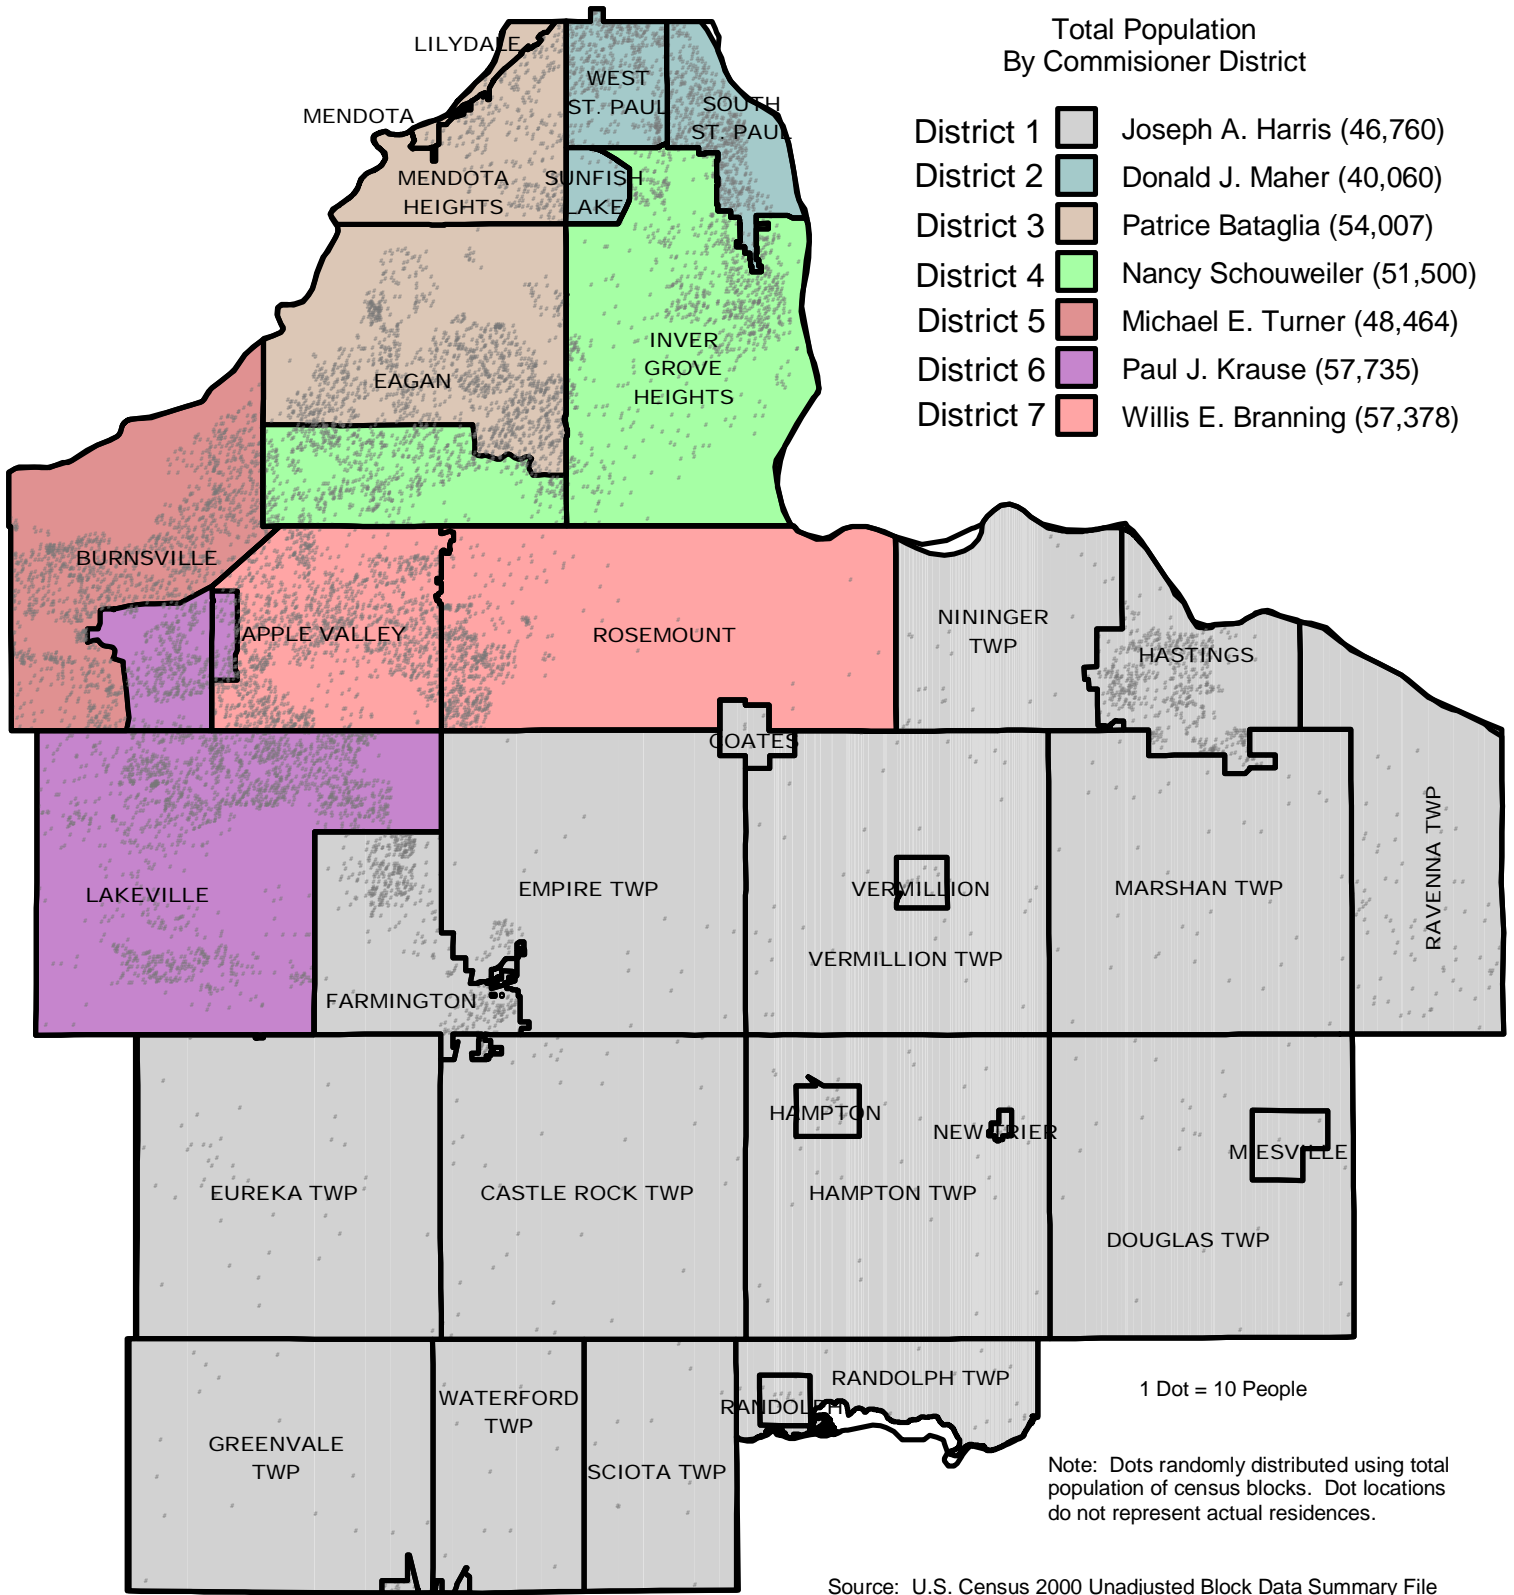 Total Population
By Commisioner District
District 1 Joseph A. Harris (46,760)
District 2 Donald J. Maher (40,060)
District 3 Patrice Bataglia (54,007)
District 4 Nancy Schouweiler (51,500)
District 5 Michael E. Turner (48,464)
District 6 Paul J. Krause (57,735)
District 7 Willis E. Branning (57,378)
LILYDALE
MENDOTA
WEST
ST. PAUL
SOUTH
ST. PAUL
MENDOTA
HEIGHTS
SUNFISH
LAKE
INVER
GROVE
HEIGHTS
EAGAN
BURNSVILLE
APPLE VALLEY
ROSEMOUNT
NININGER
TWP
HASTINGS
COATES
LAKEVILLE
EMPIRE TWP
VERMILLION
MARSHAN TWP
RAVENNA TWP
VERMILLION TWP
FARMINGTON
HAMPTON
NEW TRIER
MIESVILLE
EUREKA TWP
CASTLE ROCK TWP
HAMPTON TWP
DOUGLAS TWP
RANDOLPH TWP
RANDOLPH
WATERFORD
TWP
GREENVALE
TWP
SCIOTA TWP
1 Dot = 10 People
Note: Dots randomly distributed using total
population of census blocks. Dot locations
do not represent actual residences.
Source: U.S. Census 2000 Unadjusted Block Data Summary File